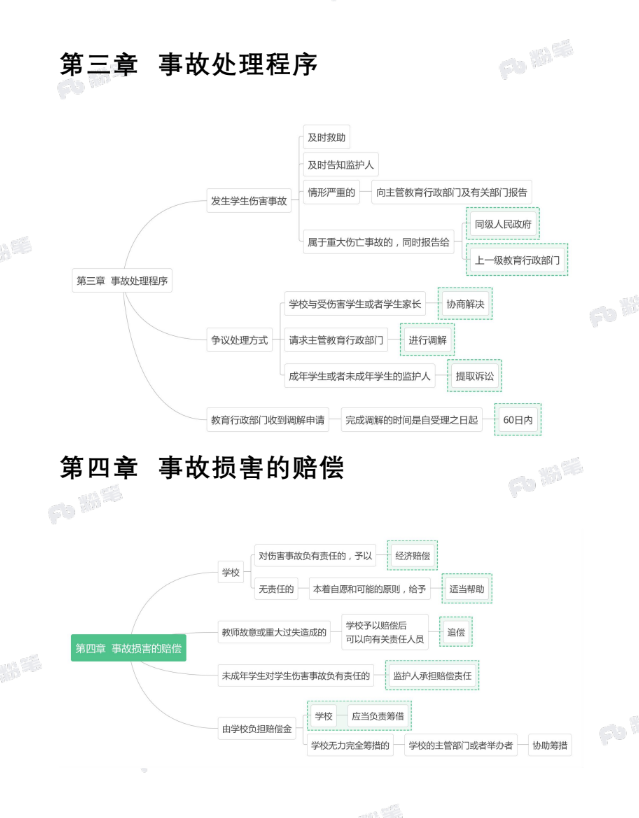 第三章 事故处理程序
粉笔
粉笔
及时救助
及时告知监护人
发生学生伤害事故
情形严重的
向主管教育行政部门及有关部门报告
属于重大伤亡事故的，同时报告给
同级人民政府
上一级教育行政部门
粉笔
第三章 事故处理程序
粉笔
争议处理方式
学校与受伤害学生或者学生家长
协商解决
请求主管教育行政部门
进行调解
成年学生或者未成年学生的监护人
提取诉讼
教育行政部门收到调解申请
完成调解的时间是自受理之日起
60日内
第四章 事故损害的赔偿
粉笔
粉笔
学校
对伤害事故负有责任的，予以
经济赔偿
无责任的
本着自愿和可能的原则，给予
适当帮助
第四章 事故损害的赔偿
教师故意或重大过失造成的
学校予以赔偿后
可以向有关责任人员
追偿
粉笔
未成年学生对学生伤害事故负有责任的
监护人承担赔偿责任
由学校负担赔偿金
学校
应当负责筹借
学校无力完全筹措的
学校的主管部门或者举办者
协助筹措